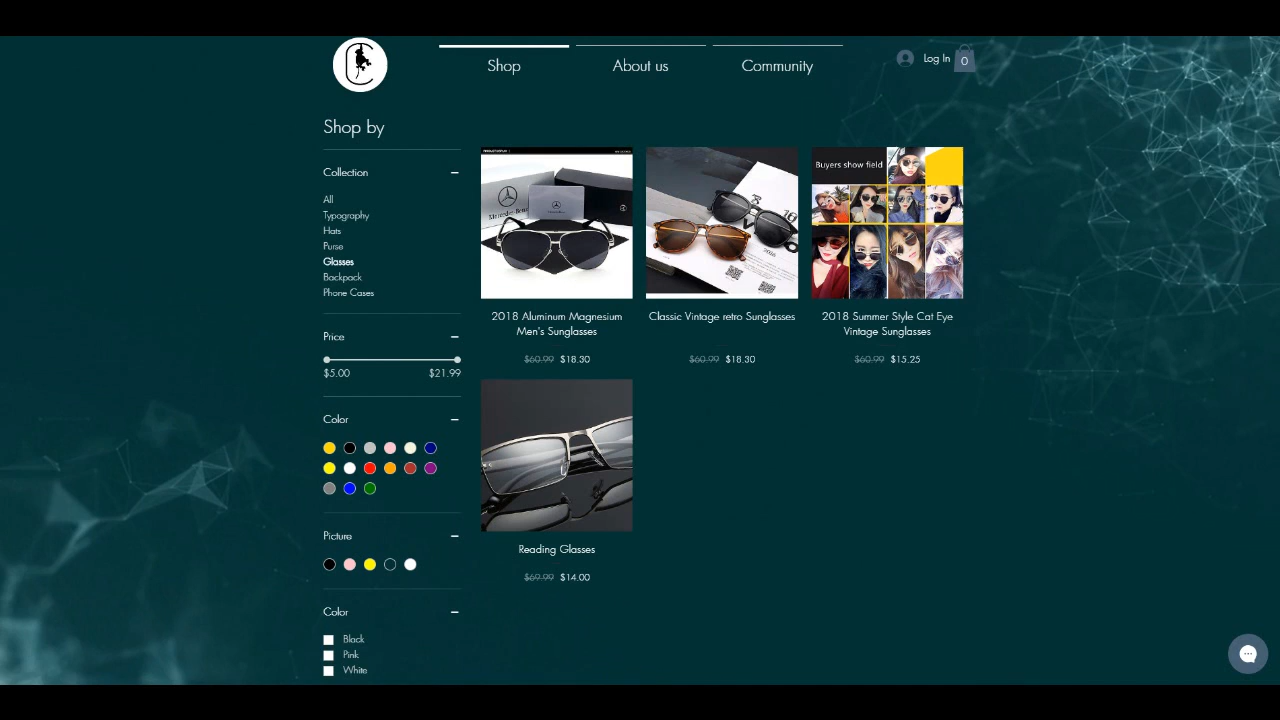 Shop
About us
Community
Log In
0
Shop by
Collection
All
Typography
Hats
Purse
Glasses
Backpack
Phone Cases
Price
$5.00
$21.99
Color
Picture
Color
Black
Pink
White
Mercedes-Benz
2018 Aluminum Magnesium
Men's Sunglasses
$60.99 $18.30
2016
Classic Vintage retro Sunglasses
$60.99 $18.30
Buyers show field
2018 Summer Style Cat Eye
Vintage Sunglasses
$60.99 $15.25
Reading Glasses
$69.99 $14.00